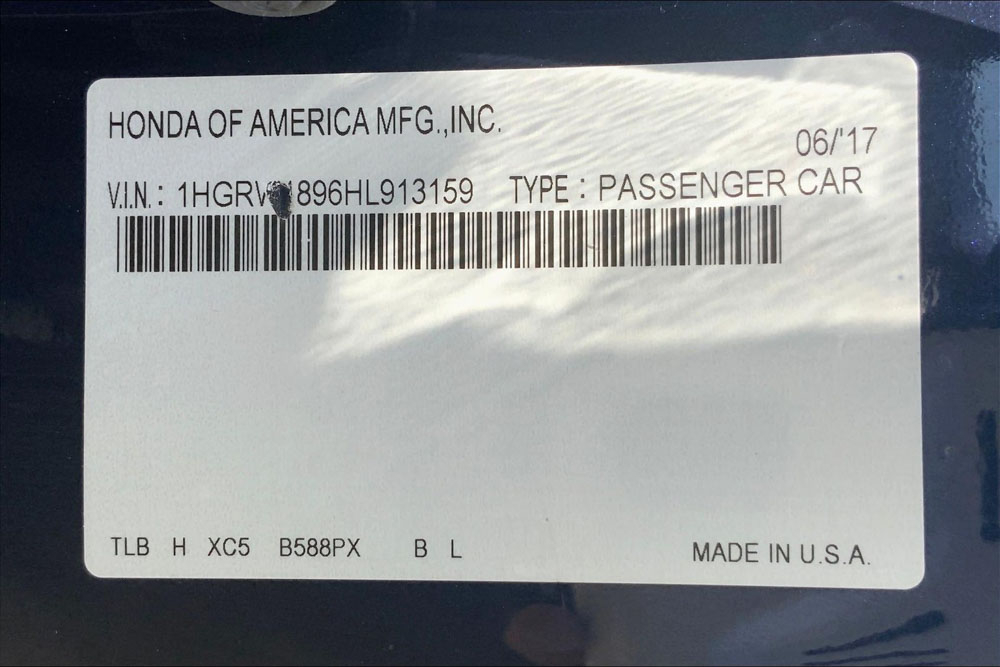 HONDA OF AMERICA MFG.,INC.
06/'17
V.I.N. : TYPE : PASSENGER CAR
TLB H XC5 B588PX B L
MADE IN U.S.A.